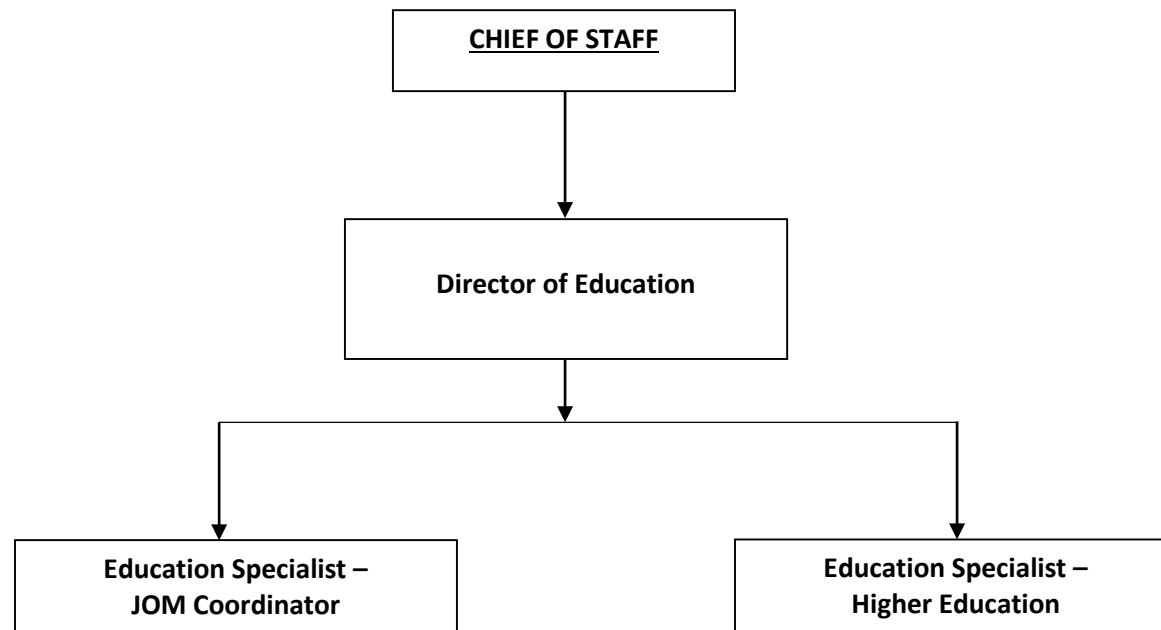 CHIEF OF STAFF
Director of Education
Education Specialist –
JOM Coordinator
Education Specialist –
Higher Education